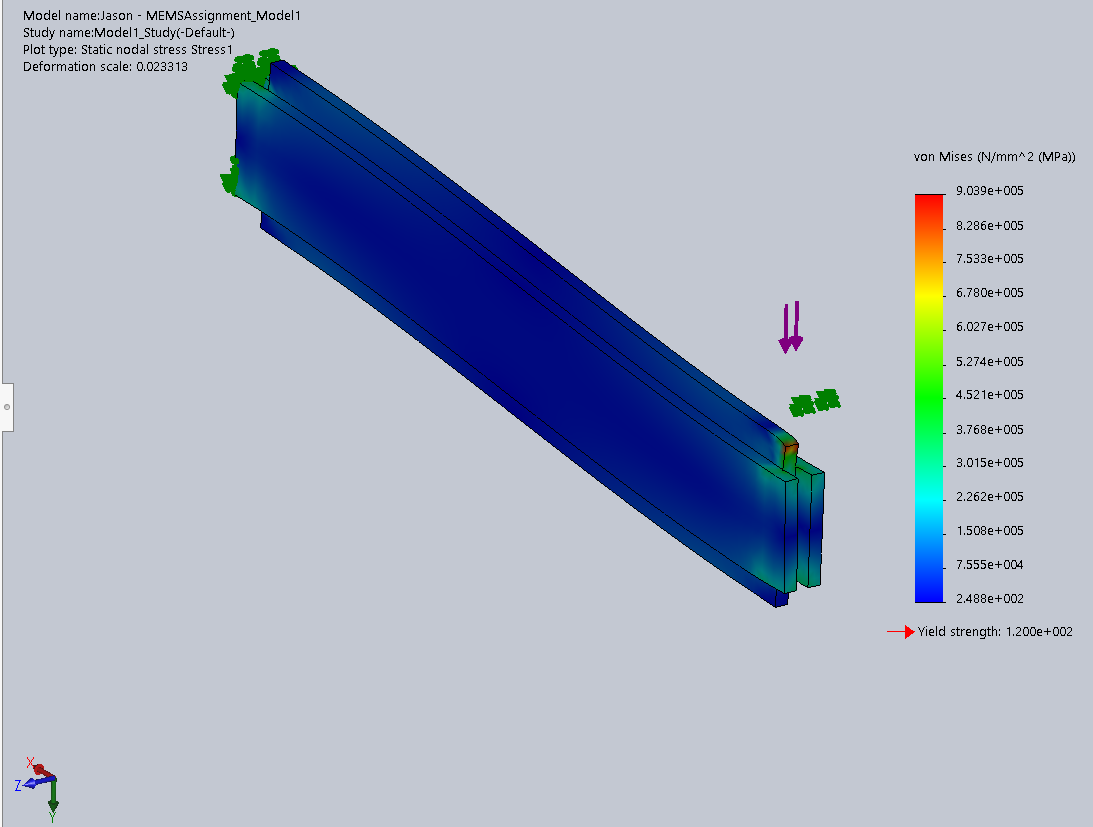 Model name:Jason - MEMSAssignment_Model1
Study name:Model1_Study(-Default-)
Plot type: Static nodal stress Stress1
Deformation scale: 0.023313
von Mises (N/mm^2 (MPa))
9.039e+005
8.286e+005
7.533e+005
6.780e+005
6.027e+005
5.274e+005
4.521e+005
3.768e+005
3.015e+005
2.262e+005
1.508e+005
7.555e+004
2.488e+002
Yield strength: 1.200e+002
X
Z
Y